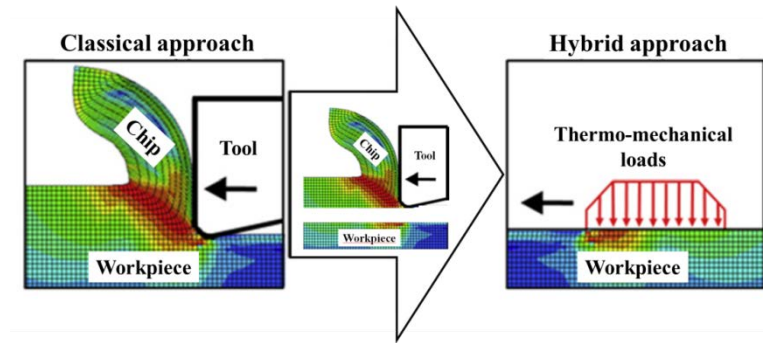 Classical approach
Chip
Tool
Workpiece
Chip
Tool
Workpiece
Hybrid approach
Thermo-mechanical
loads
Workpiece